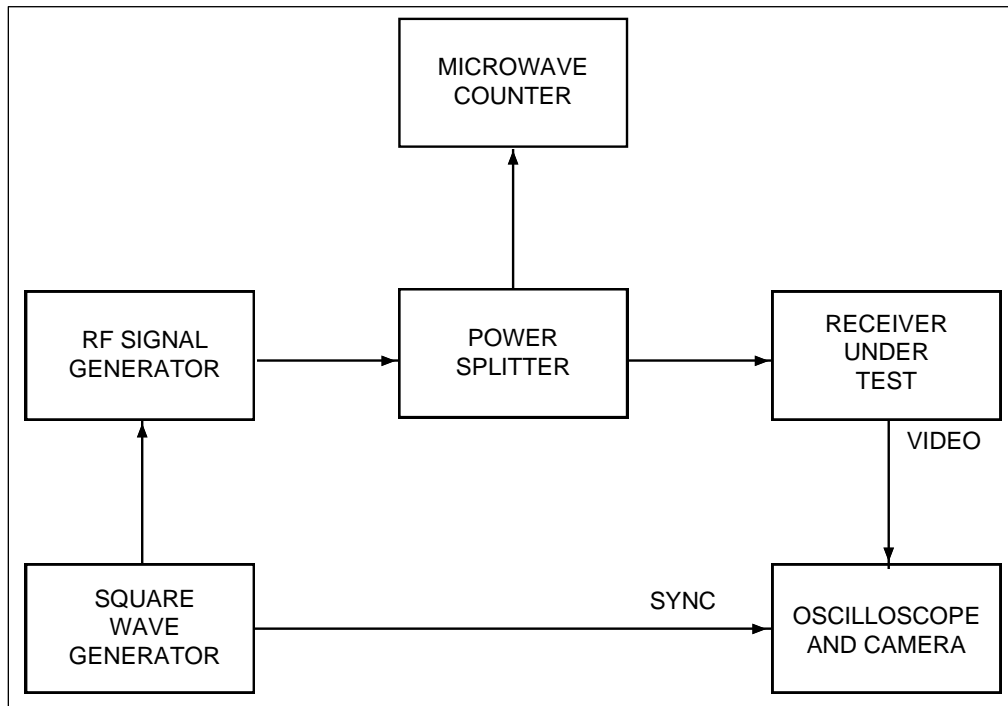 MICROWAVE
COUNTER
RF SIGNAL
GENERATOR
POWER
SPLITTER
RECEIVER
UNDER
TEST
VIDEO
SQUARE
WAVE
GENERATOR
SYNC
OSCILLOSCOPE
AND CAMERA